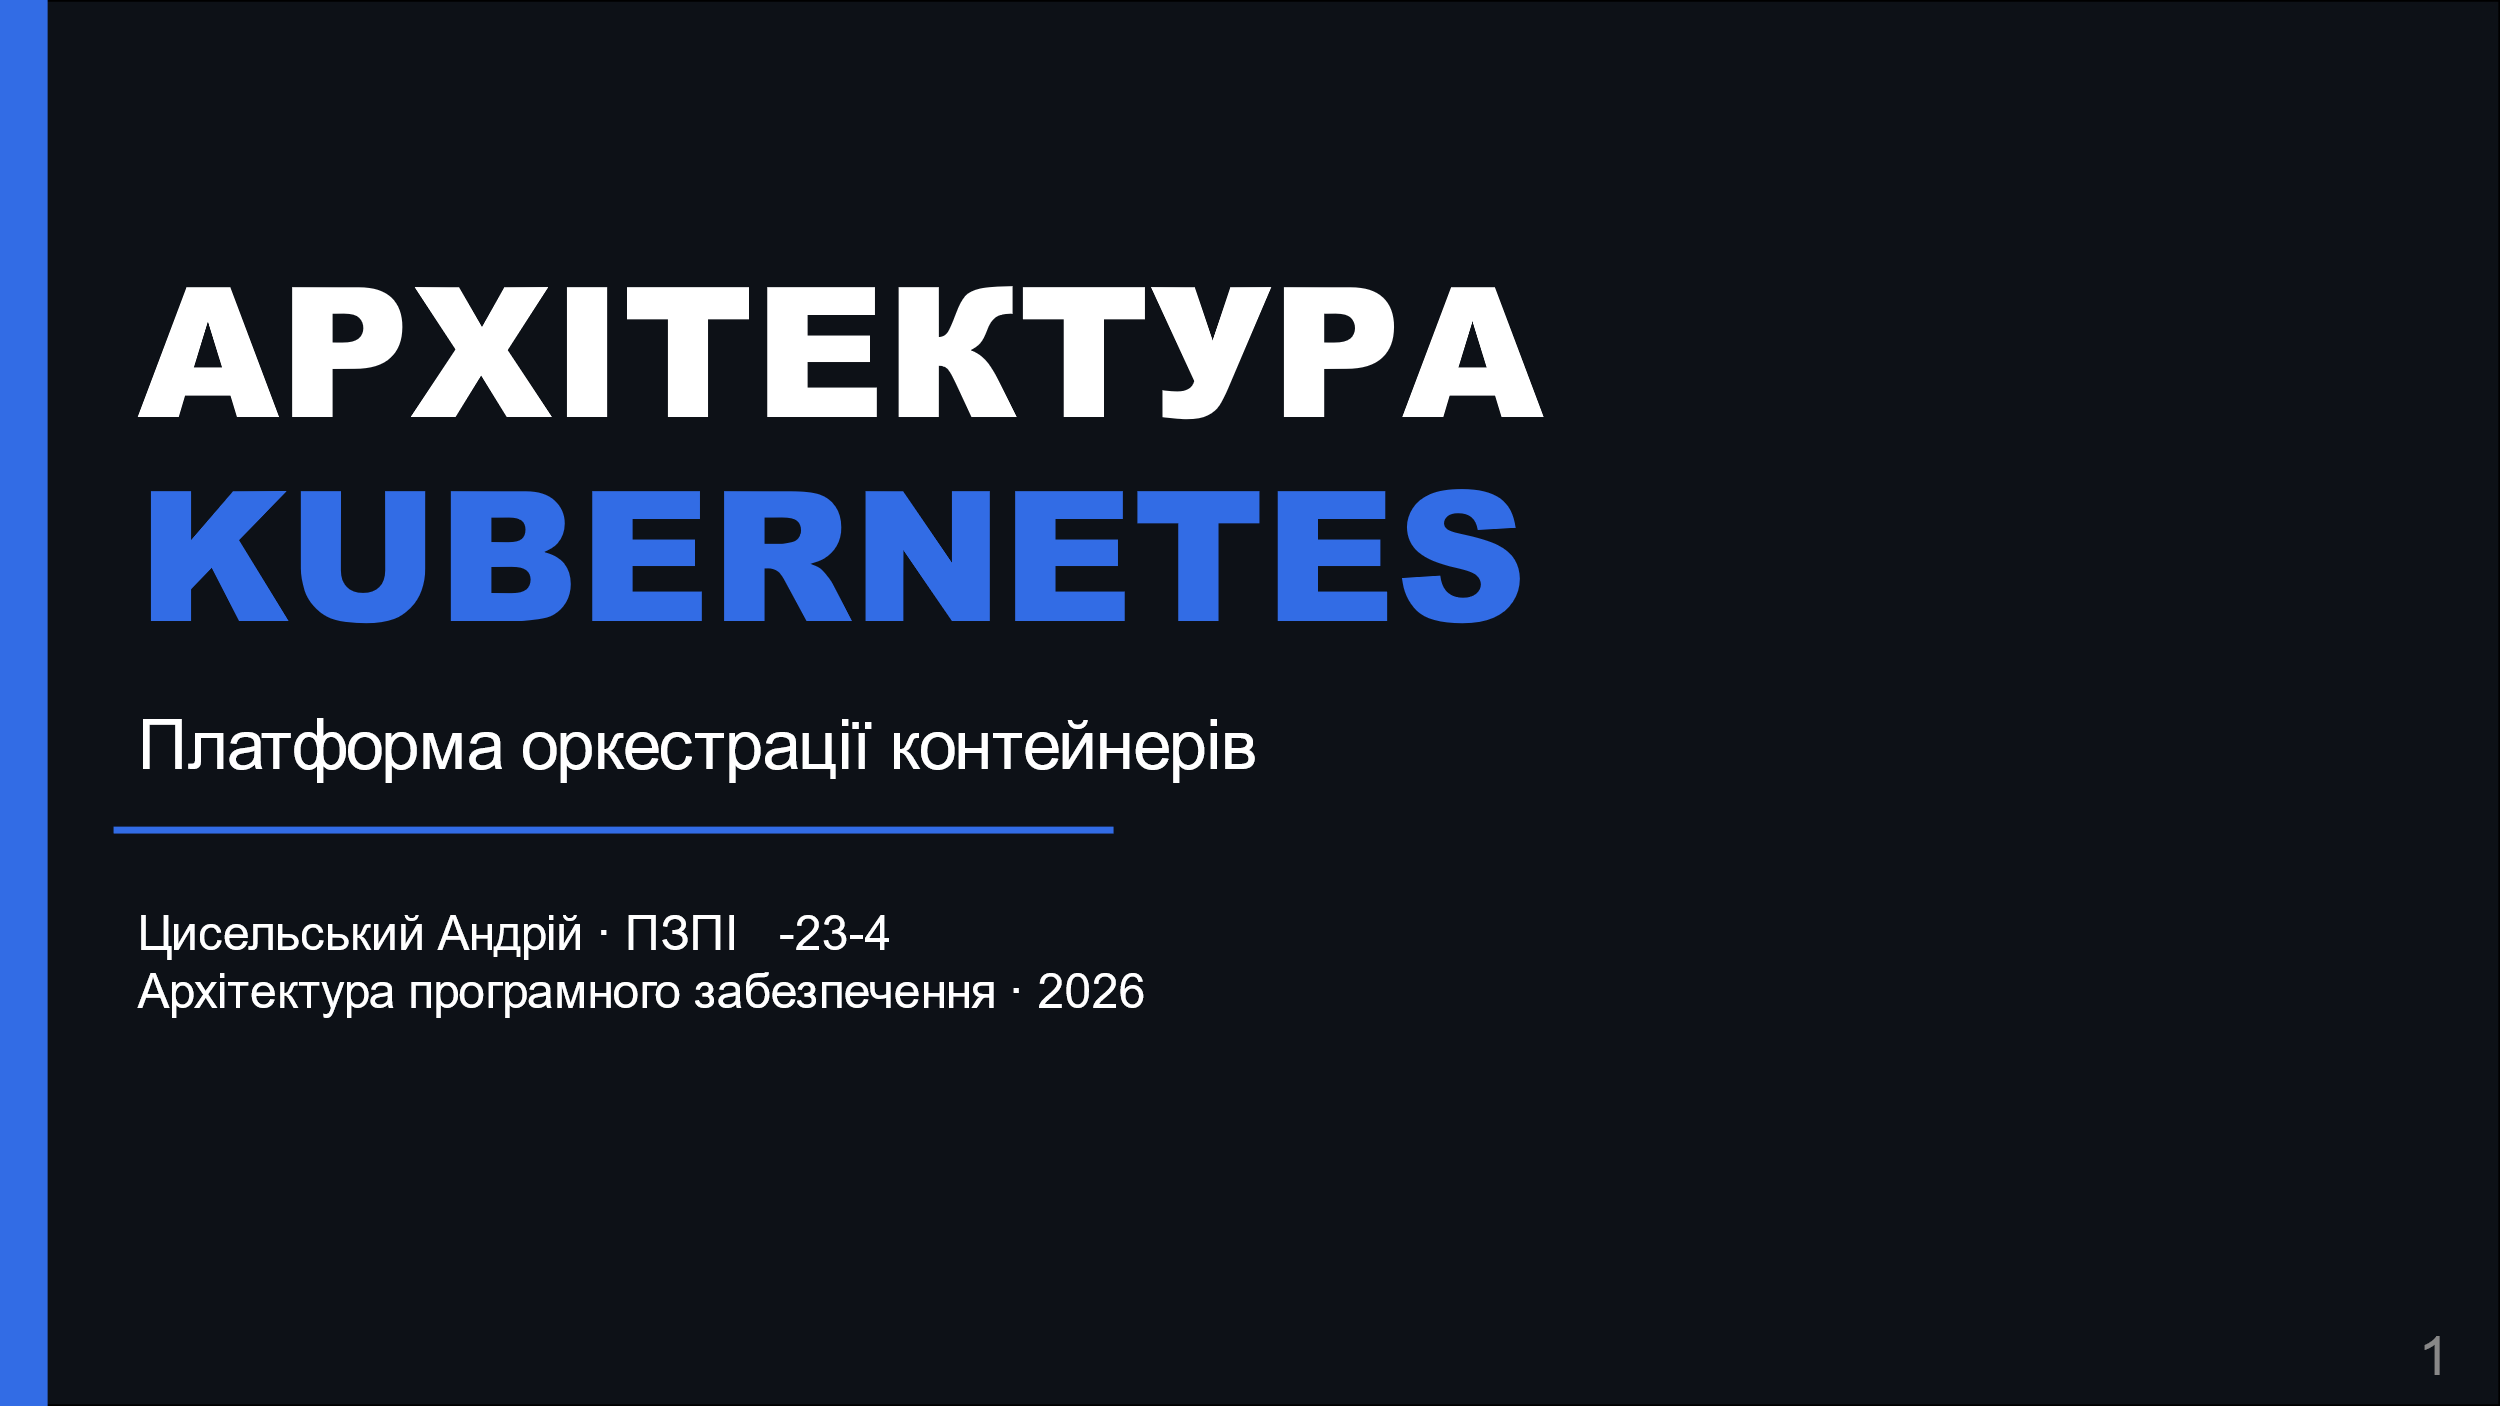 АРХІТЕКТУРА
KUBERNETES
Платформа оркестрації контейнерів
Цисельський Андрій · ПЗПІ -23-4
Архітектура програмного забезпечення · 2026
1